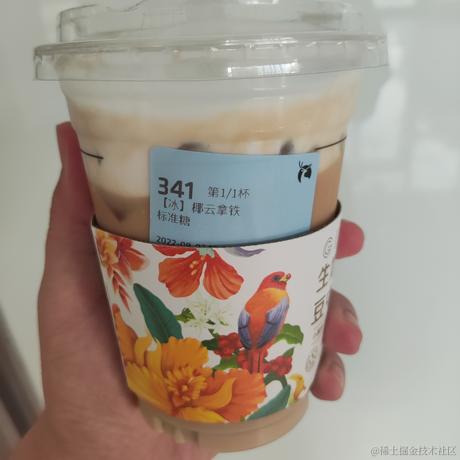 341 第1/1杯
【冰】椰云拿铁
标准糖
生
豆
@稀土掘金技术社区